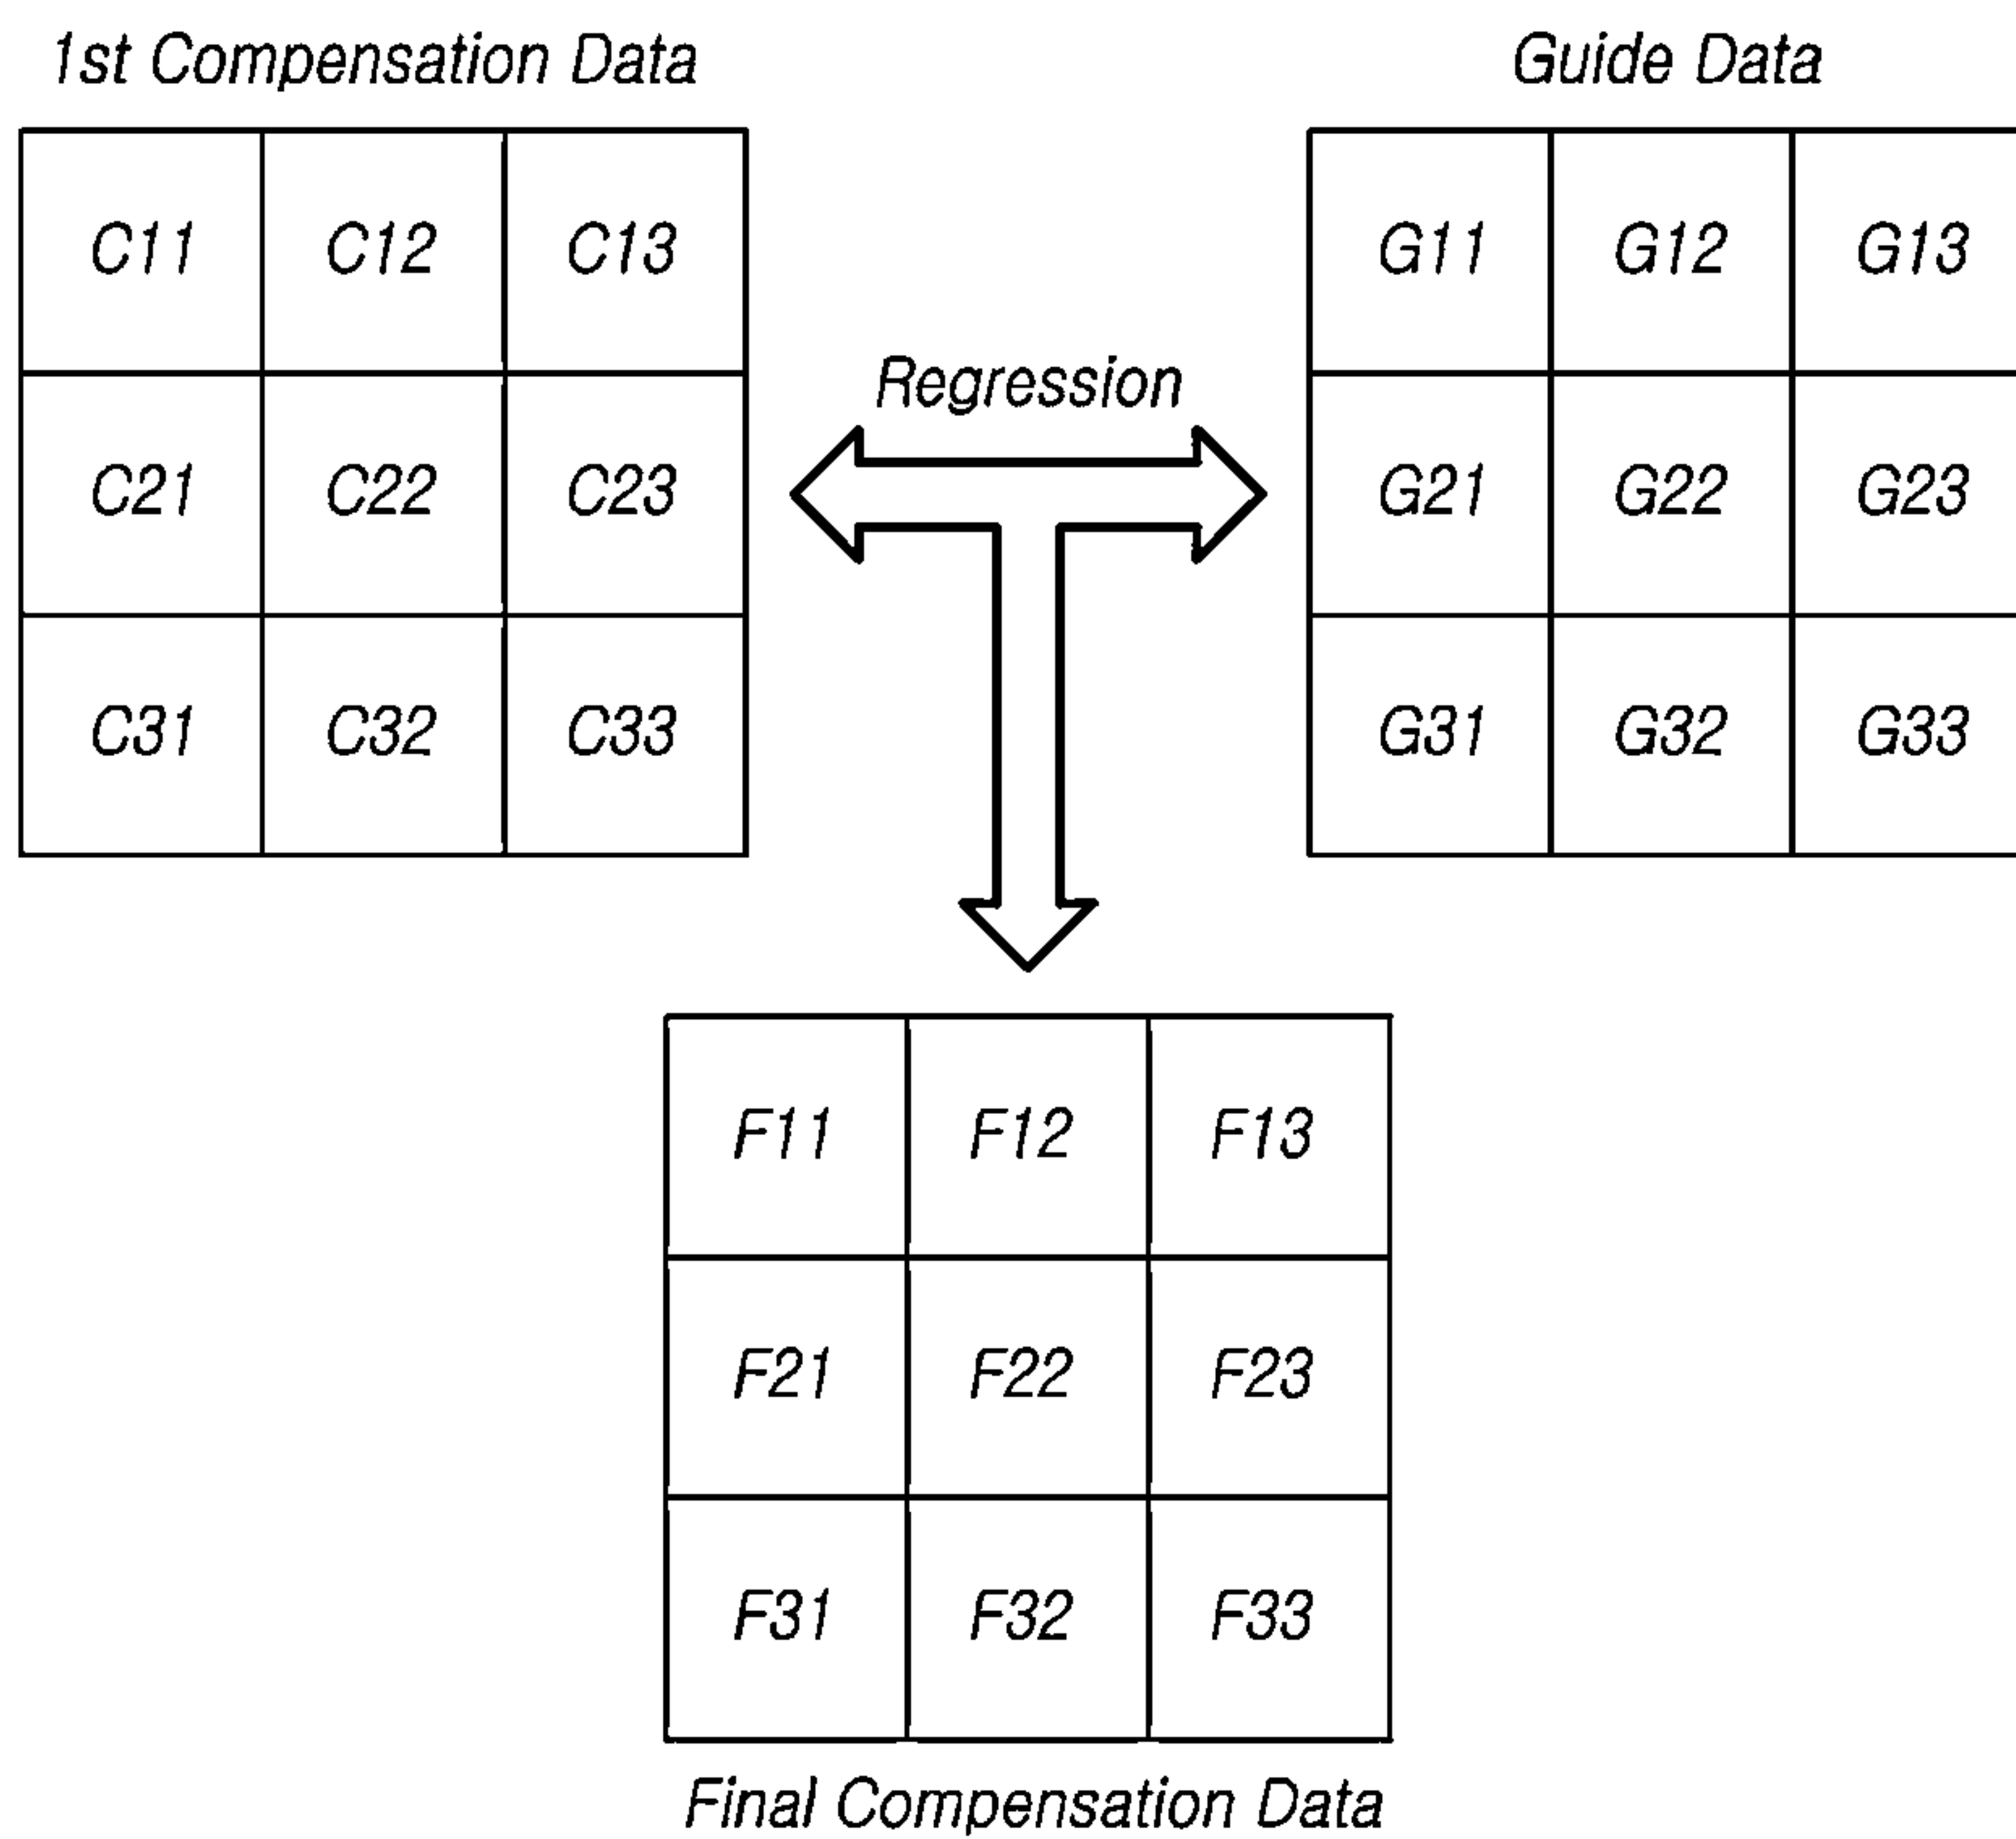 1st Compensation Data
Guide Data
C11 C12 C13
G11 G12 G13
Regression
C21 C22 C23
G21 G22 G23
C31 C32 C33
G31 G32 G33
F11 F12 F13
F21 F22 F23
F31 F32 F33
Final Compensation Data